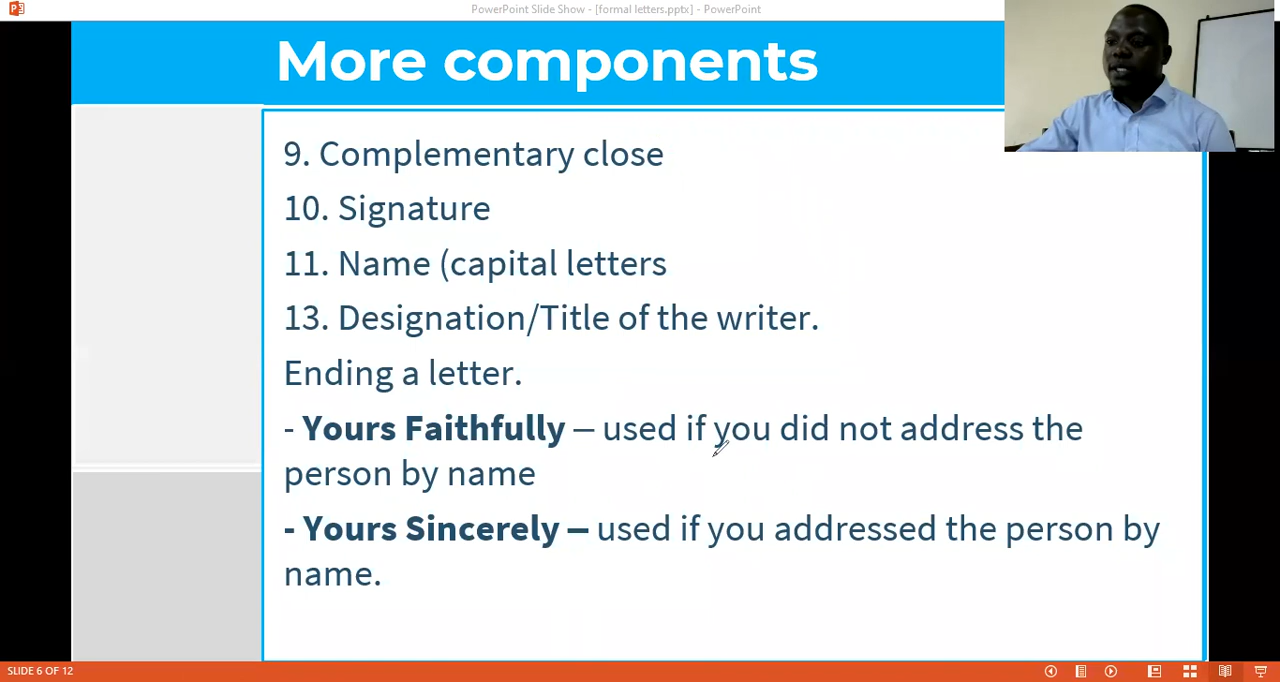 PowerPoint Slide Show - [formal letters.pptx] - PowerPoint
More components
9. Complementary close
10. Signature
11. Name (capital letters
13. Designation/Title of the writer.
Ending a letter.
- Yours Faithfully – used if you did not address the
person by name
- Yours Sincerely – used if you addressed the person by
name.
SLIDE 6 OF 12